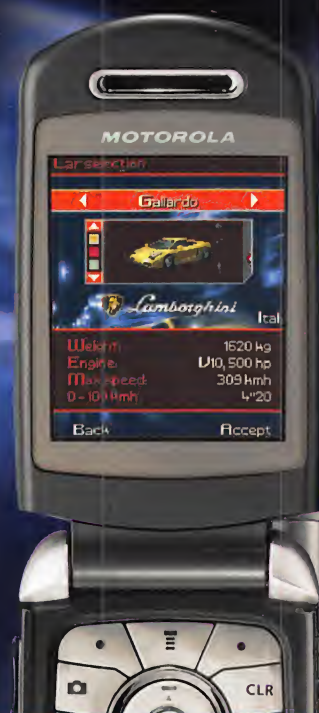 MOTOROLA
Car selection
Gallardo
Lamborghini
Ital
Weight: 1620 kg
Engine: V10, 500 hp
Max speed: 309 kmh
0-100 kmh 4"20
Back Accept
CLR